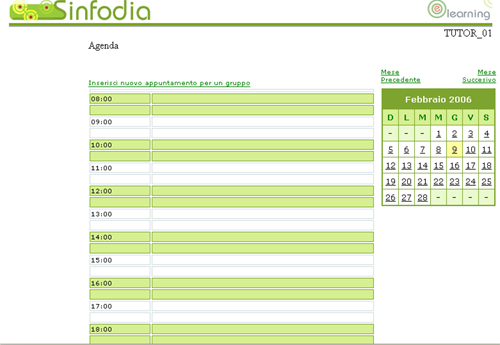 Sinfodia
elearning
TUTOR_01
Agenda
Inserisci nuovo appuntamento per un gruppo
Mese Precedente
Mese Succesivo
Febbraio 2006
D L M M G V S
- - - 1 2 3 4
5 6 7 8 9 10 11
12 13 14 15 16 17 18
19 20 21 22 23 24 25
26 27 28 - - - -
08:00
09:00
10:00
11:00
12:00
13:00
14:00
15:00
16:00
17:00
18:00